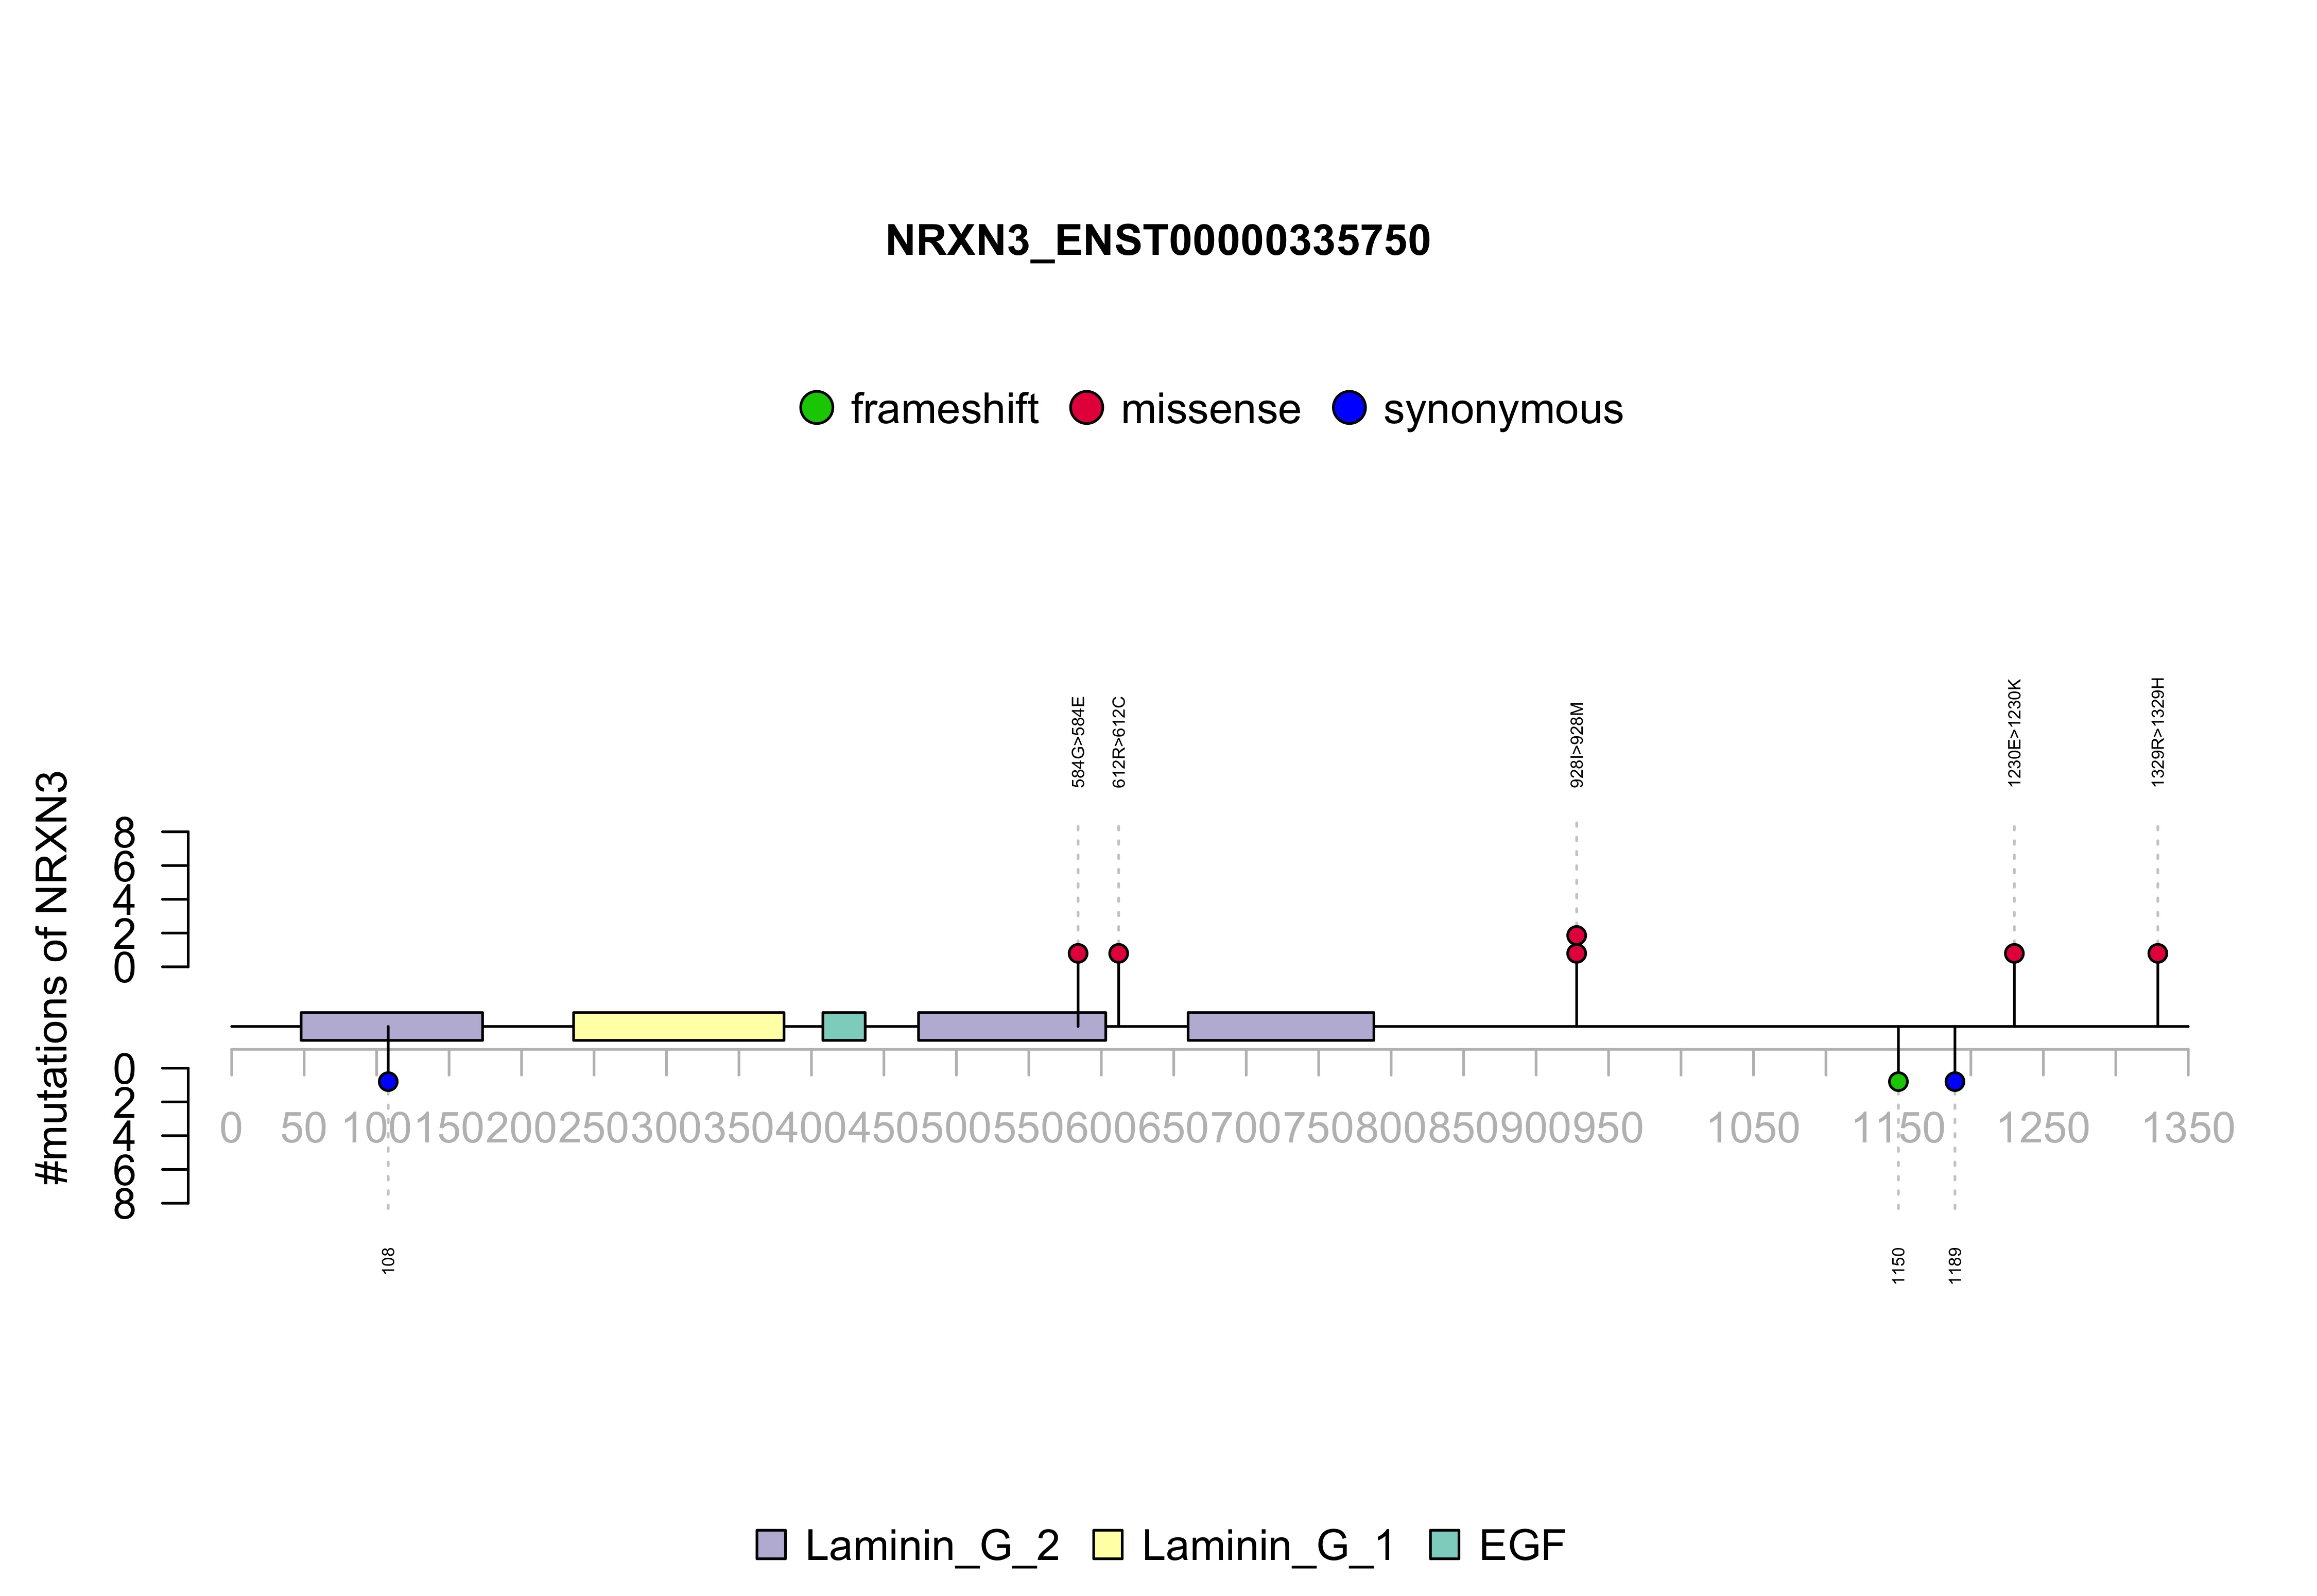 NRXN3_ENST00000335750
frameshift missense synonymous
584G>584E
612R>612C
928I>928M
1230E>1230K
1329R>1329H
#mutations of NRXN3
8
6
4
2
0
0
2
4
6
8
0 50 100 150 200 250 300 350 400 450 500 550 600 650 700 750 800 850 900 950 1050 1150 1250 1350
108
1150
1189
Laminin_G_2 Laminin_G_1 EGF